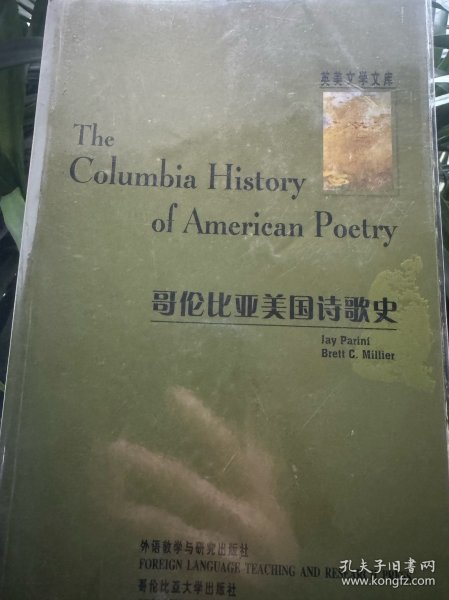 英美文学文库
The
Columbia History
of American Poetry
哥伦比亚美国诗歌史
Jay Parini
Brett C. Millier
外语教学与研究出版社
FOREIGN LANGUAGE TEACHING AND RESEARCH
哥伦比亚大学出版社
孔夫子旧书网
www.kongfz.com